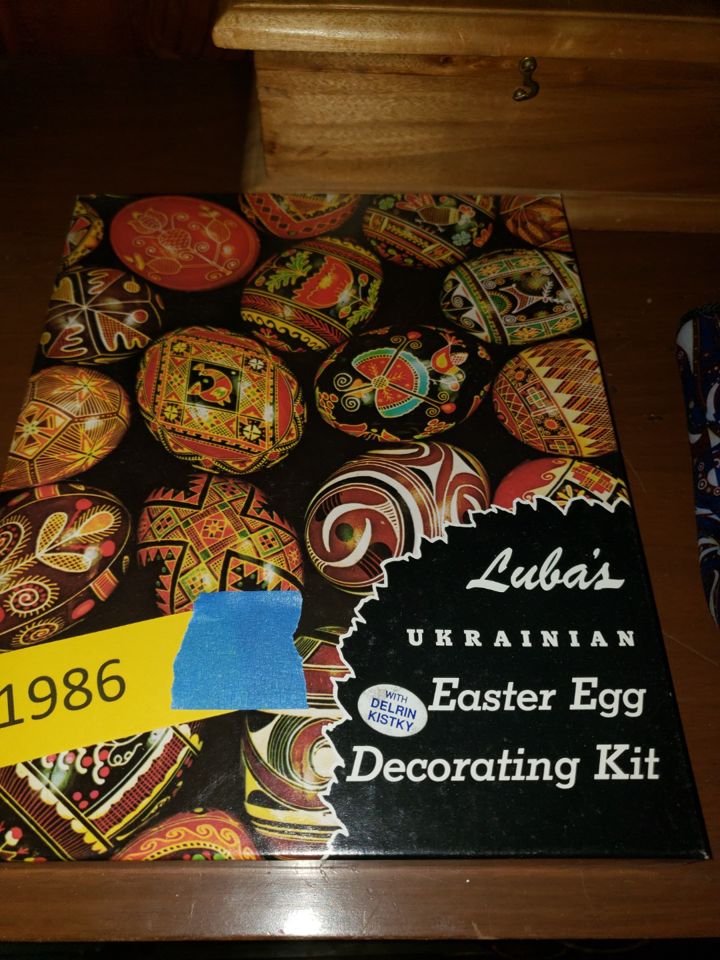 Luba's
UKRAINIAN
Easter Egg
WITH
DELRIN
KISTKY
Decorating Kit
1986